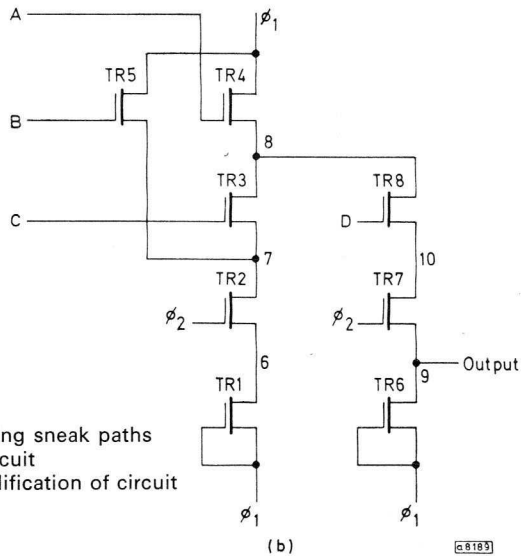 A
ϕ1
TR5
TR4
B
8
TR3
TR8
C
D
7
10
TR2
TR7
ϕ2
ϕ2
6
9
Output
TR1
TR6
ng sneak paths
cuit
dification of circuit
ϕ1
ϕ1
(b)
a8189